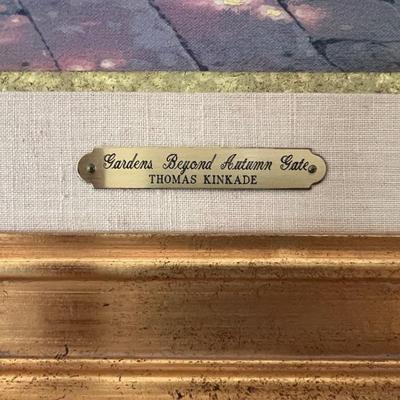 Gardens Beyond Autumn Gate
THOMAS KINKADE